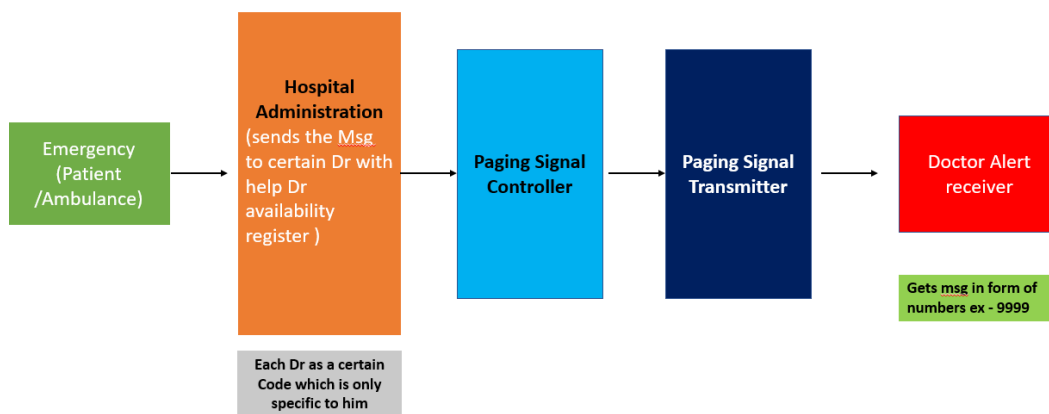 Emergency
(Patient
/Ambulance)
Hospital
Administration
(sends the Msg
to certain Dr with
help Dr
availability
register )
Each Dr as a certain
Code which is only
specific to him
Paging Signal
Controller
Paging Signal
Transmitter
Doctor Alert
receiver
Gets msg in form of
numbers ex - 9999